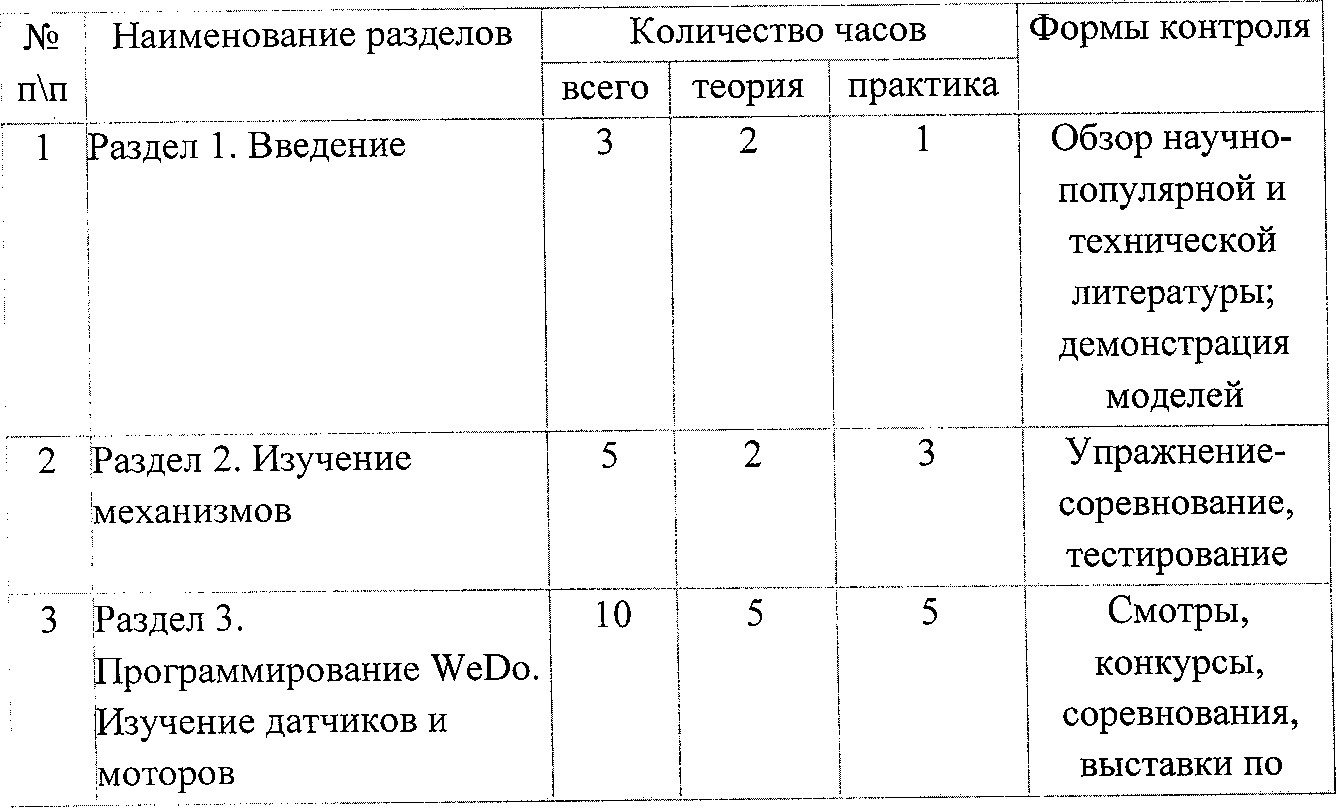 № Наименование разделов Количество часов Формы контроля
п\п всего теория практика
1 Раздел 1. Введение 3 2 1 Обзор научно-
популярной и
технической
литературы;
демонстрация
моделей
2 Раздел 2. Изучение 5 2 3 Упражнение-
механизмов соревнование,
тестирование
3 Раздел 3. 10 5 5 Смотры,
Программирование WeDo. конкурсы,
Изучение датчиков и соревнования,
моторов выставки по